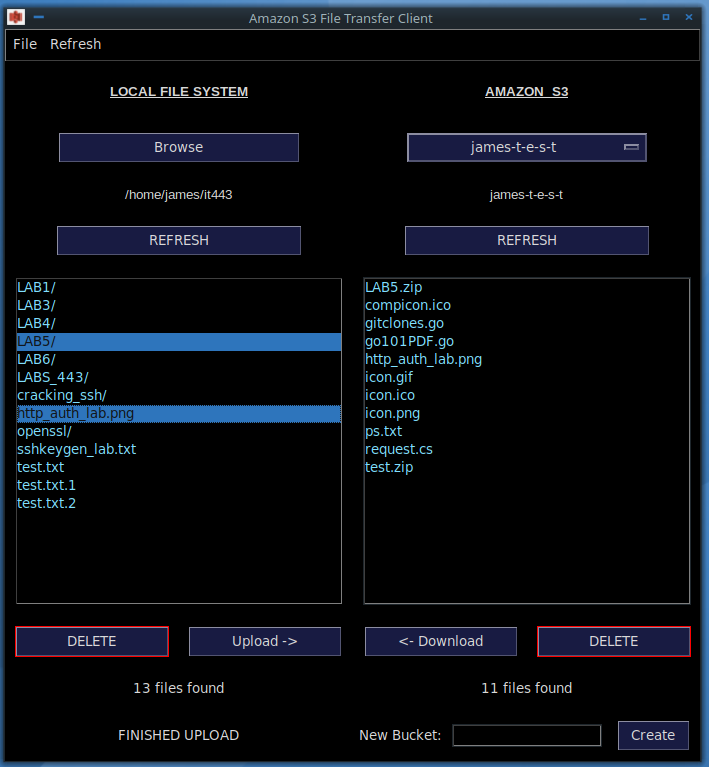 Amazon S3 File Transfer Client
File Refresh
LOCAL FILE SYSTEM
Browse
/home/james/it443
REFRESH
LAB1/
LAB3/
LAB4/
LAB5/
LAB6/
LABS_443/
cracking_ssh/
http_auth_lab.png
openssl/
sshkeygen_lab.txt
test.txt
test.txt.1
test.txt.2
DELETE
Upload ->
13 files found
FINISHED UPLOAD
AMAZON S3
james-t-e-s-t
james-t-e-s-t
REFRESH
LAB5.zip
compicon.ico
gitclones.go
go101PDF.go
http_auth_lab.png
icon.gif
icon.ico
icon.png
ps.txt
request.cs
test.zip
<- Download
DELETE
11 files found
New Bucket:
Create